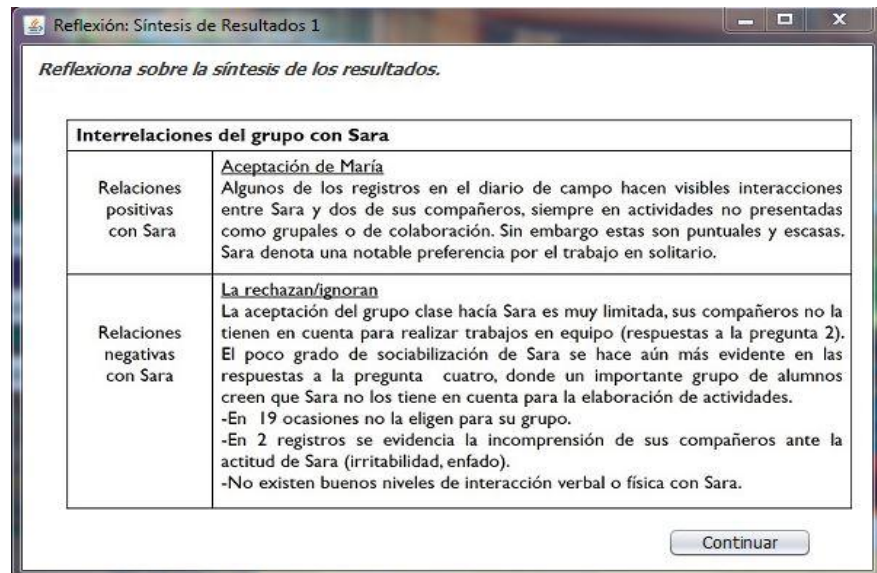 Reflexión: Síntesis de Resultados 1
Reflexiona sobre la síntesis de los resultados.
Interrelaciones del grupo con Sara
Relaciones
positivas
con Sara
Aceptación de María
Algunos de los registros en el diario de campo hacen visibles interacciones
entre Sara y dos de sus compañeros, siempre en actividades no presentadas
como grupales o de colaboración. Sin embargo estas son puntuales y escasas.
Sara denota una notable preferencia por el trabajo en solitario.
Relaciones
negativas
con Sara
La rechazan/ignoran
La aceptación del grupo clase hacía Sara es muy limitada, sus compañeros no la
tienen en cuenta para realizar trabajos en equipo (respuestas a la pregunta 2).
El poco grado de sociabilización de Sara se hace aún más evidente en las
respuestas a la pregunta cuatro, donde un importante grupo de alumnos
creen que Sara no los tiene en cuenta para la elaboración de actividades.
-En 19 ocasiones no la eligen para su grupo.
-En 2 registros se evidencia la incomprensión de sus compañeros ante la
actitud de Sara (irritabilidad, enfado).
-No existen buenos niveles de interacción verbal o física con Sara.
Continuar